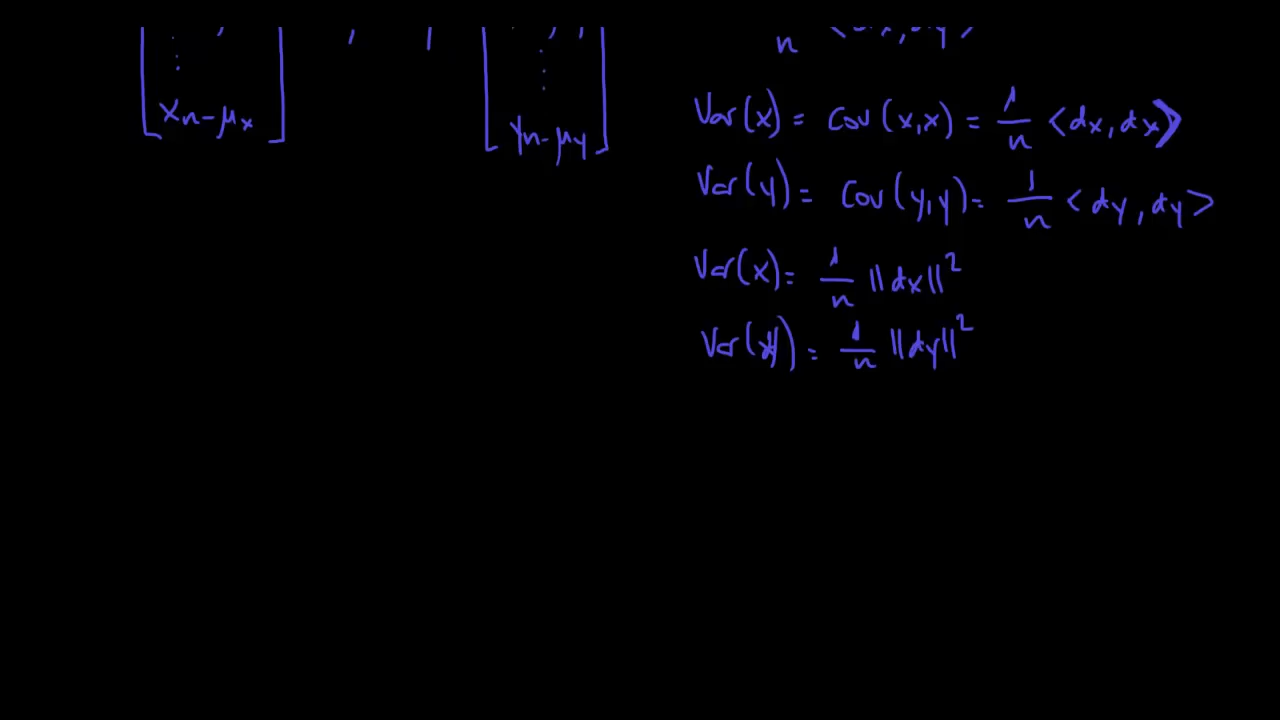 xn-μx
yn-μy
n
Var(x) = Cov(x,x) = 1/n <dx, dx>
Var(y) = Cov(y,y) = 1/n <dy, dy>
Var(x) = 1/n ||dx||²
Var(y) = 1/n ||dy||²